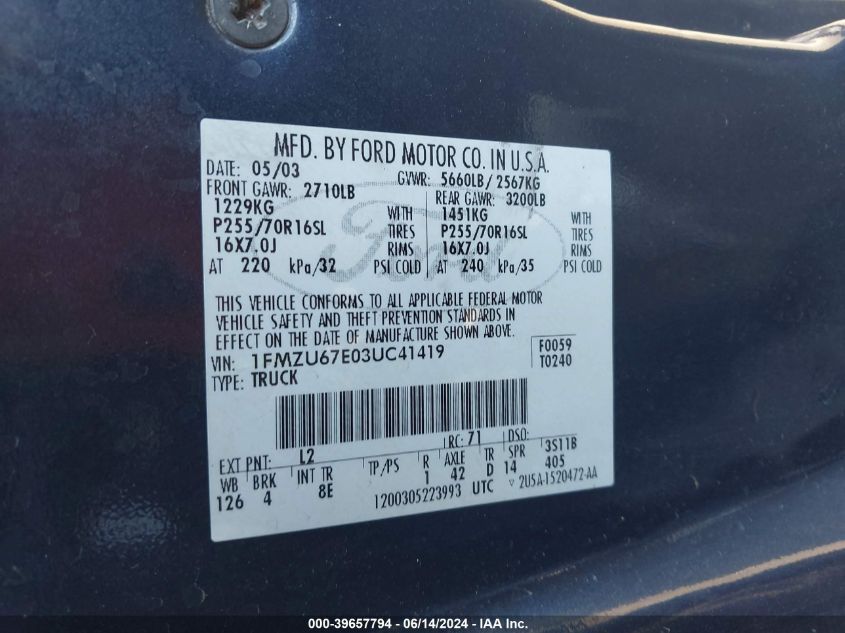 MFD. BY FORD MOTOR CO. IN U.S.A.
DATE: 05/03 GVWR: 5660LB/ 2567KG
FRONT GAWR: 2710LB REAR GAWR: 3200LB
1229KG WITH 1451KG WITH
P255/70R16SL TIRES P255/70R16SL TIRES
16X7.0J RIMS 16X7.0J RIMS
AT 220 kPa/32 PSI COLD AT 240 kPa/35 PSI COLD
Ford
THIS VEHICLE CONFORMS TO ALL APPLICABLE FEDERAL MOTOR
VEHICLE SAFETY AND THEFT PREVENTION STANDARDS IN
EFFECT ON THE DATE OF MANUFACTURE SHOWN ABOVE.
VIN: 1FMZU67E03UC41419 F0059
TYPE: TRUCK T0240
EXT PNT: L2 RC: 71 DSO: 3S11B
WB BRK INT TR TP/PS R AXLE TR SPR 405
126 4 8E 1 42 D 14
1200305223993 UTC ▽ 2U5A-1520472-AA
000-39657794 - 06/14/2024 - IAA Inc.